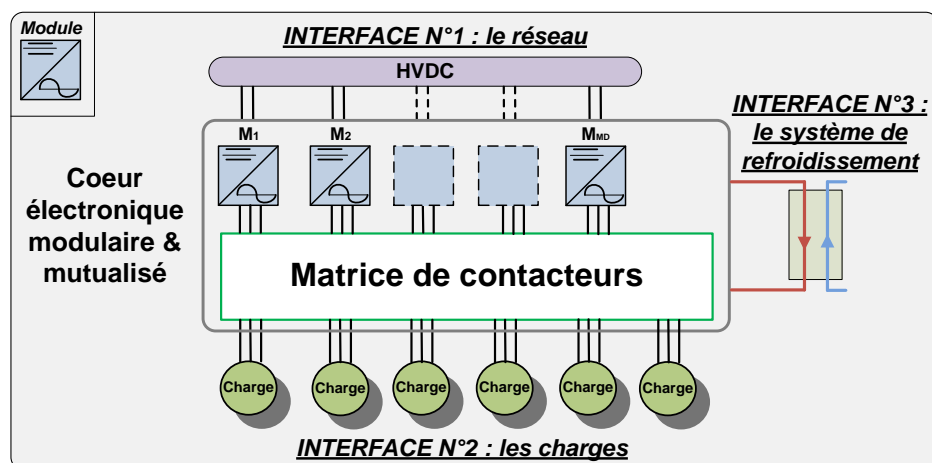 Module
INTERFACE N°1 : le réseau
HVDC
INTERFACE N°3 :
le système de
refroidissement
M1
M2
MMD
Coeur
électronique
modulaire &
mutualisé
Matrice de contacteurs
Charge
Charge
Charge
Charge
Charge
Charge
INTERFACE N°2 : les charges